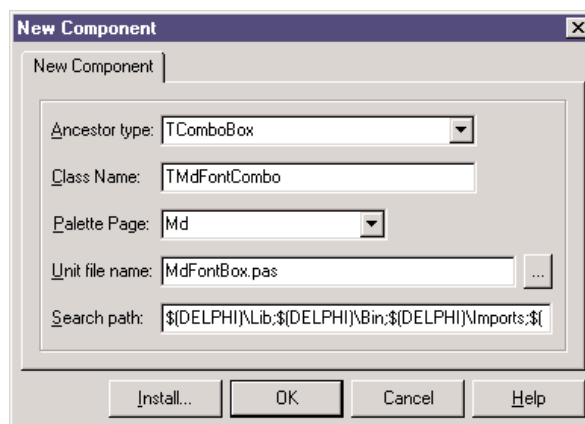 New Component
New Component
Ancestor type: TComboBox
Class Name: TMdFontCombo
Palette Page: Md
Unit file name: MdFontBox.pas ...
Search path: $(DELPHI)\Lib;$(DELPHI)\Bin;$(DELPHI)\Imports;$(
Install... OK Cancel Help